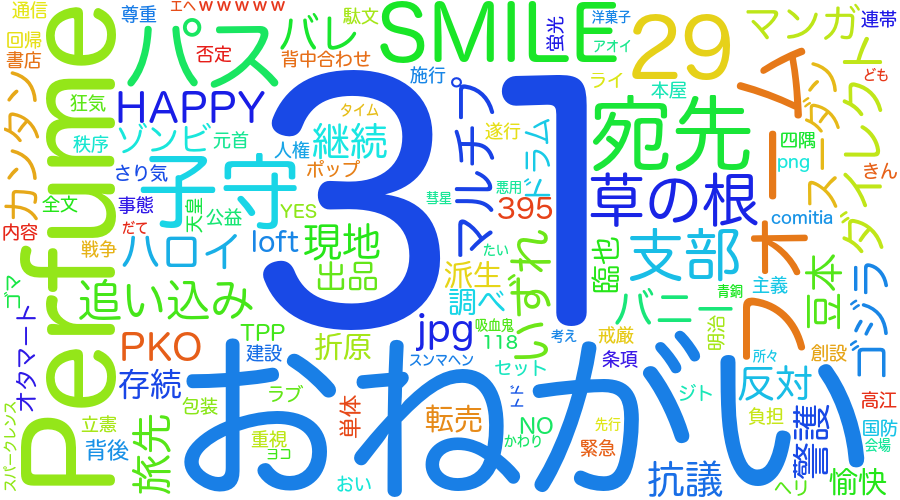 通信
尊重
エヘｗｗｗｗｗ
駄文
蛍光
洋菓子
連帯
回帰
書店
パス
否定
バレ
背中合わせ
SMILE
アオイ
29
マンガ
Perfume
狂気
HAPPY
施行
ライ
本屋
ども
カンタン
秩序
ゾンビ
元首
タイム
人権
継続
マルチプ
遂行
ドラム
宛先
フォーム
四隅
png
スーダン
ダイレクト
さり気
子守
ポップ
31
悪用
彗星
草の根
きん
全文
事態
天皇
公益
YES
395
comitia
内容
だて
戦争
ハロイ
loft
現地
たい
いずれ
臨也
支部
ゴマ
追い込み
出品
派生
調べ
バニー
青銅
主義
豆本
ゴジラ
オタマート
PKO
TPP
建設
折原
jpg
吸血鬼
118
考え
戒厳
明治
スンマヘン
セット
条項
所々
創設
存続
おねがい
ジト
反対
高江
スパークレンス
立憲
包装
ラブ
単体
転売
NO
先行
負担
警護
国防
背後
旅先
重視
ヨコ
かわり
緊急
会場
おい
抗議
ヘリ
愉快